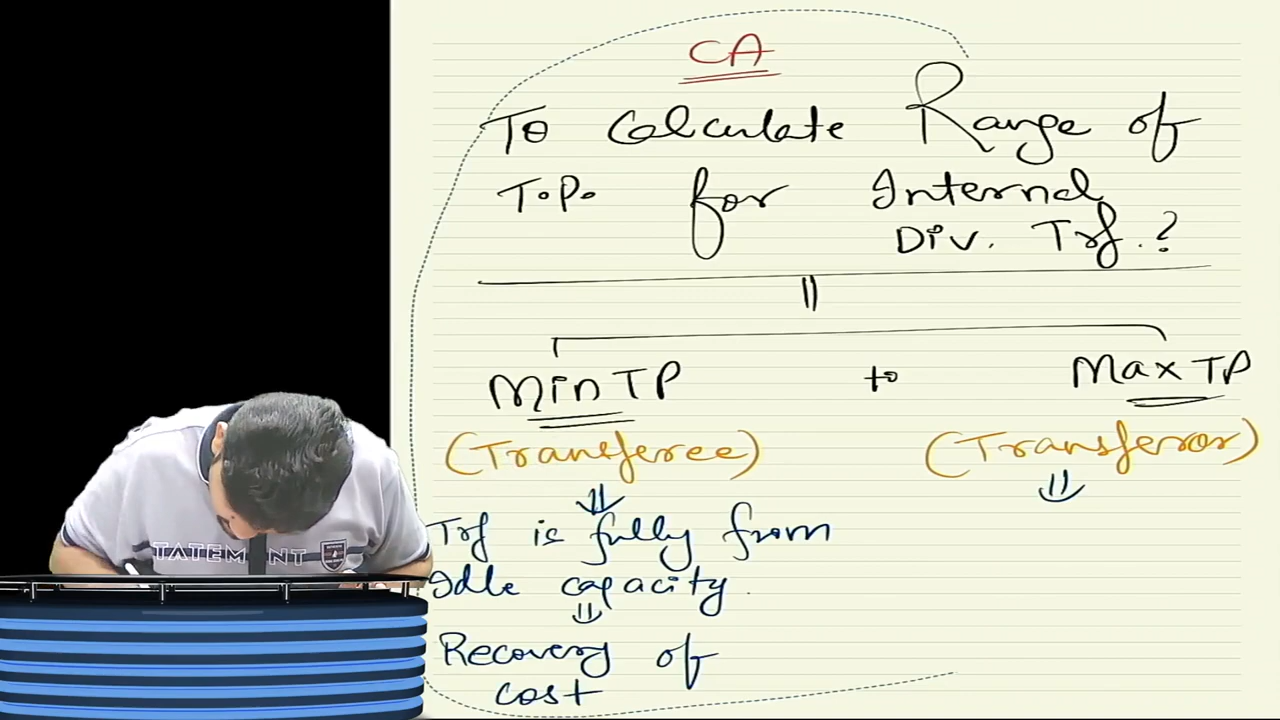 CA
To Calculate Range of
T.P. for Internal
Div. Trf.?
Min TP to Max TP
(Transferee) (Transferor)
Trf is fully from
Idle capacity.
Recovery of
cost
TATEMENT